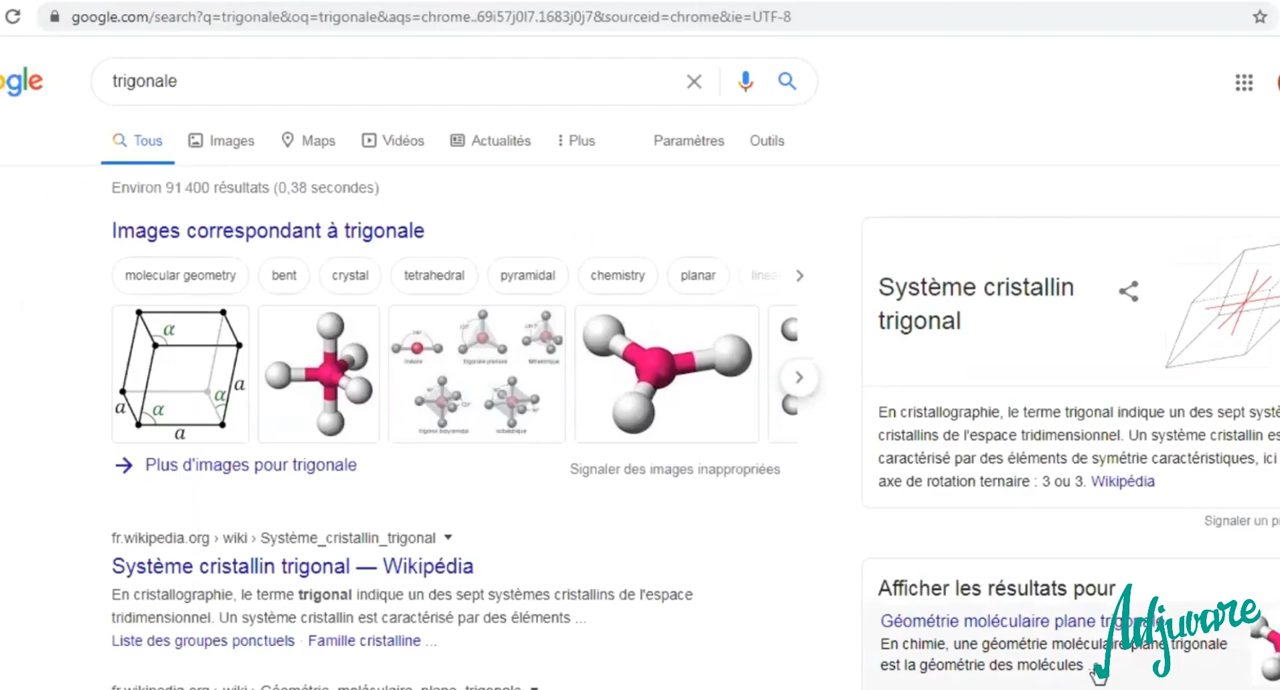 google.com/search?q=trigonale&oq=trigonale&aqs=chrome..69i57j0l7.1683j0j7&sourceid=chrome&ie=UTF-8
ogle
trigonale
Tous Images Maps Vidéos Actualités Plus Paramètres Outils
Environ 91 400 résultats (0,38 secondes)
Images correspondant à trigonale
molecular geometry bent crystal tetrahedral pyramidal chemistry planar linea
α
α α
a a
a
Plus d'images pour trigonale
Signaler des images inappropriées
fr.wikipedia.org › wiki › Système_cristallin_trigonal
Système cristallin trigonal — Wikipédia
En cristallographie, le terme trigonal indique un des sept systèmes cristallins de l'espace
tridimensionnel. Un système cristallin est caractérisé par des éléments ...
Liste des groupes ponctuels · Famille cristalline ...
fr.wikipedia.org › wiki › Géométrie_moléculaire_plane_trigonale
Système cristallin
trigonal
En cristallographie, le terme trigonal indique un des sept systè
cristallins de l'espace tridimensionnel. Un système cristallin es
caractérisé par des éléments de symétrie caractéristiques, ici
axe de rotation ternaire : 3 ou 3. Wikipédia
Signaler un p
Afficher les résultats pour
Géométrie moléculaire plane trigonale
En chimie, une géométrie moléculaire plane trigonale
est la géométrie des molécules ...
Adjuvare